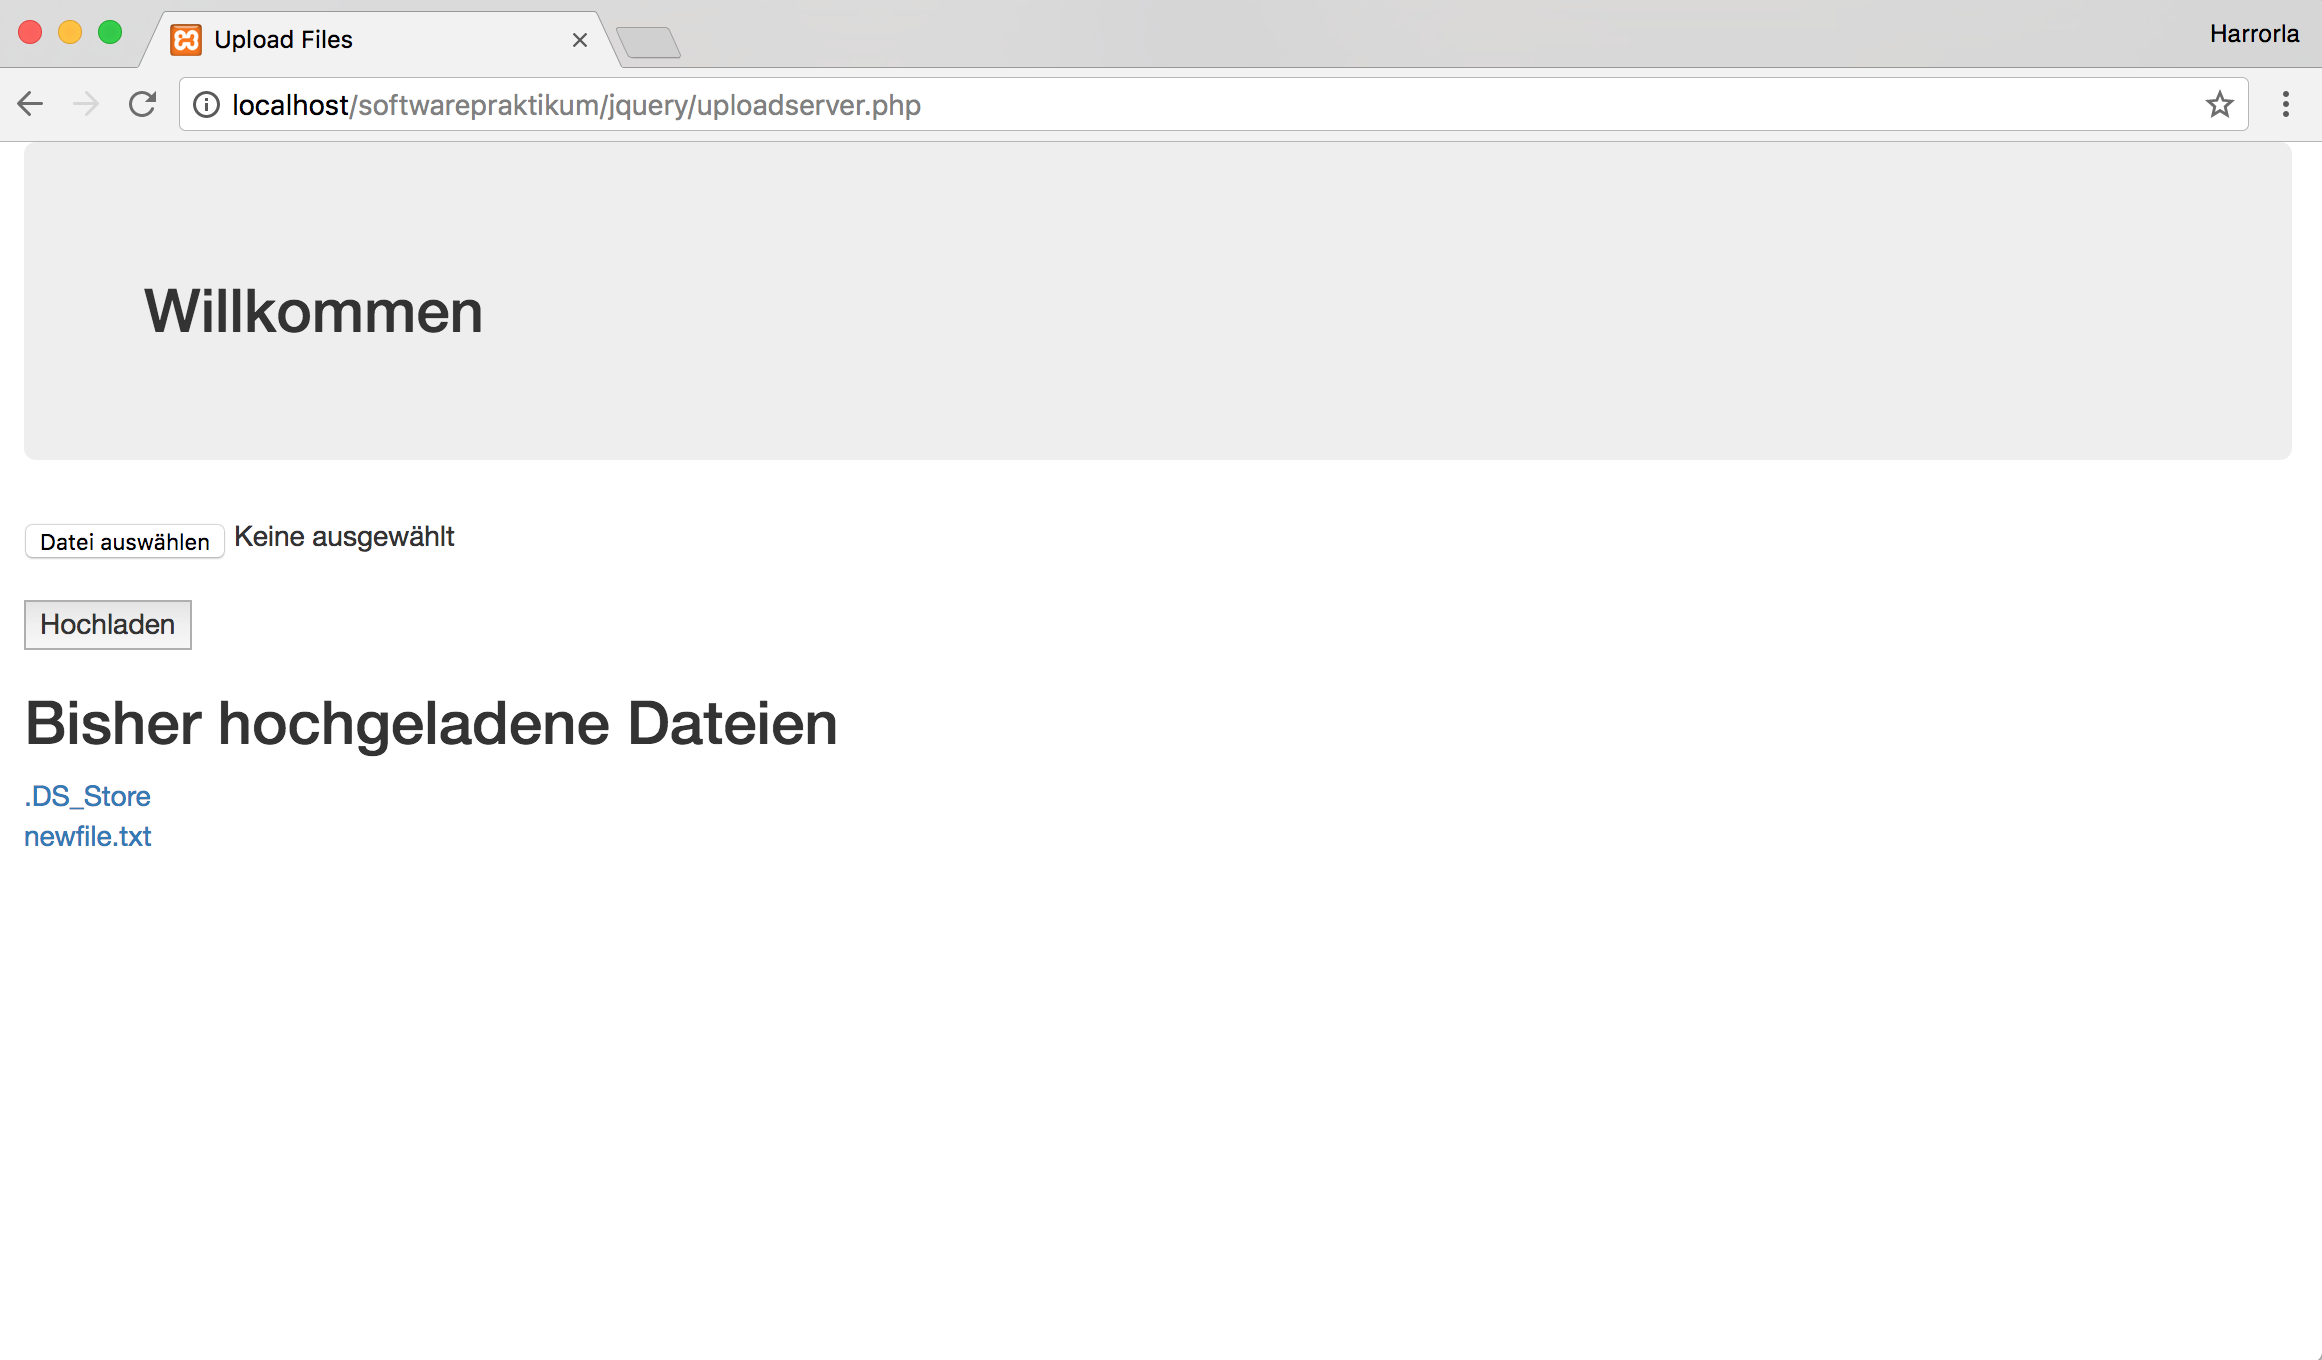 Upload Files
Harrorla
localhost/softwarepraktikum/jquery/uploadserver.php
Willkommen
Datei auswählen Keine ausgewählt
Hochladen
Bisher hochgeladene Dateien
.DS_Store
newfile.txt